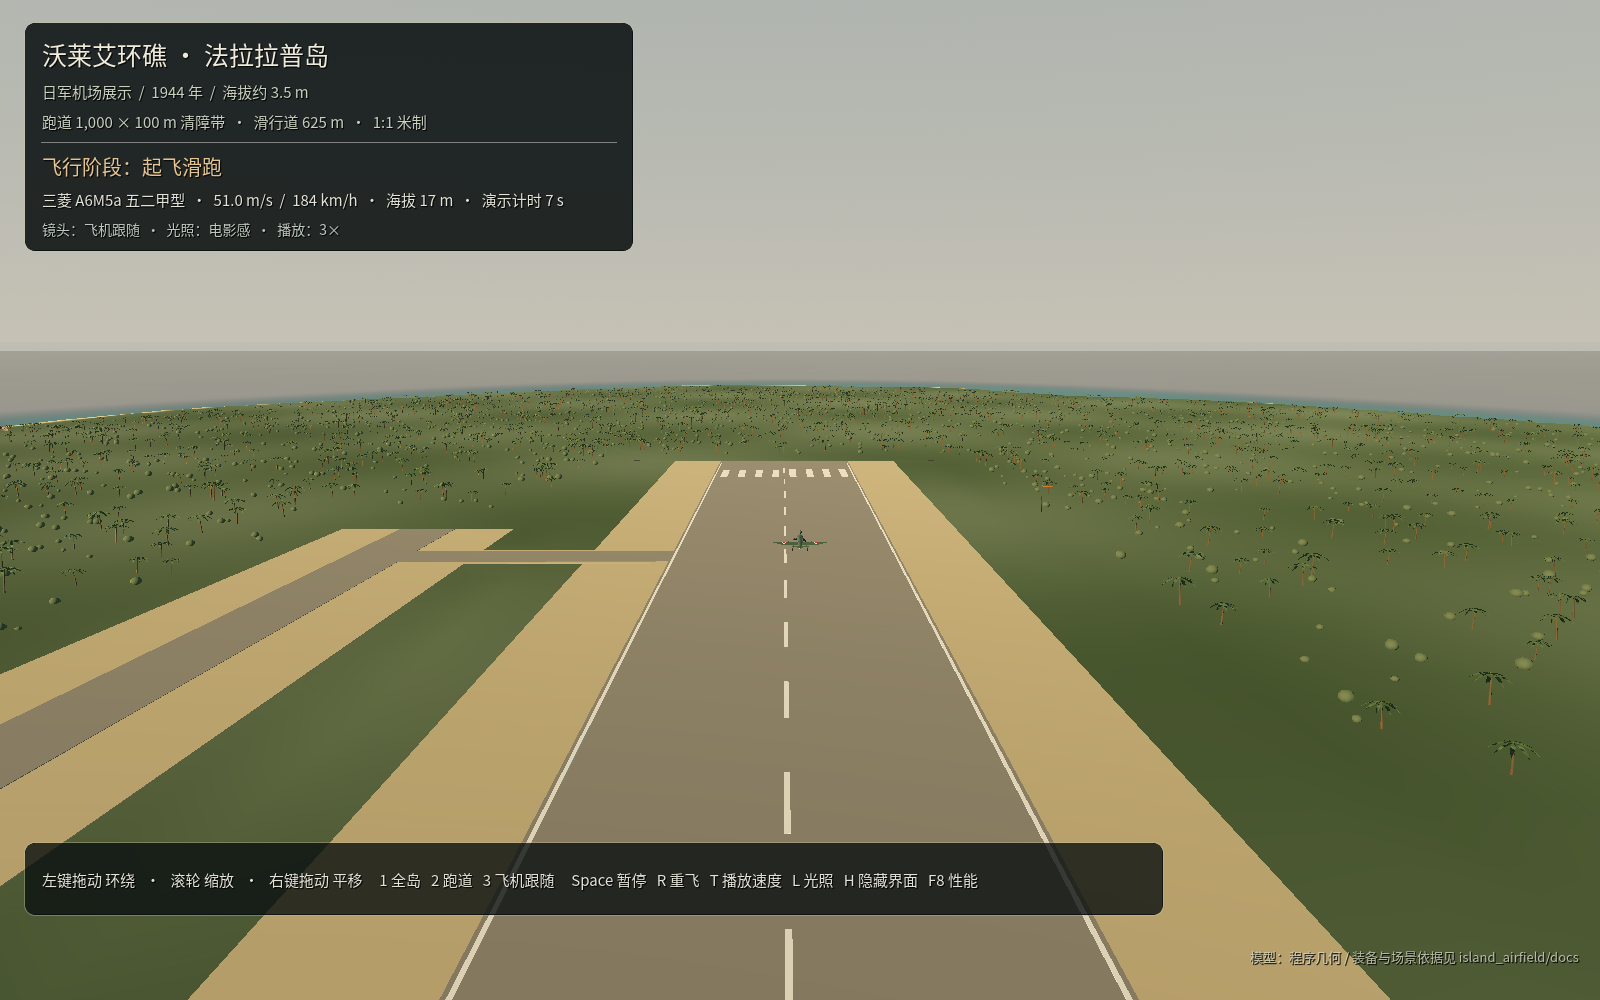 沃莱艾环礁 · 法拉拉普岛
日军机场展示 / 1944 年 / 海拔约 3.5 m
跑道 1,000 × 100 m 清障带 · 滑行道 625 m · 1:1 米制
飞行阶段：起飞滑跑
三菱 A6M5a 五二甲型 · 51.0 m/s / 184 km/h · 海拔 17 m · 演示计时 7 s
镜头：飞机跟随 · 光照：电影感 · 播放：3×
左键拖动 环绕 · 滚轮 缩放 · 右键拖动 平移 1 全岛 2 跑道 3 飞机跟随 Space 暂停 R 重飞 T 播放速度 L 光照 H 隐藏界面 F8 性能
模型：程序几何 / 装备与场景依据见 island_airfield/docs